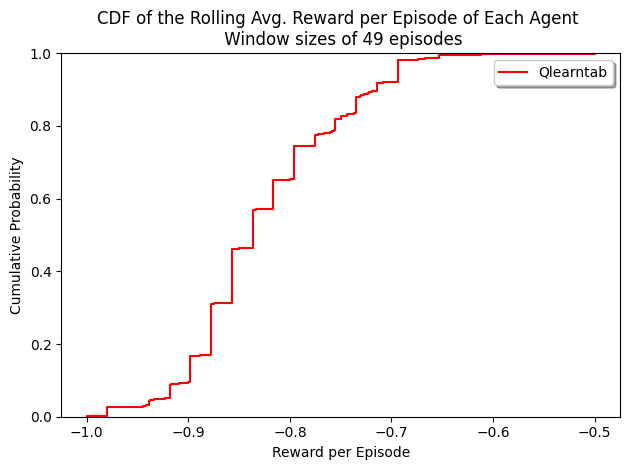 CDF of the Rolling Avg. Reward per Episode of Each Agent
Window sizes of 49 episodes
Qlearntab
Cumulative Probability
1.0
0.8
0.6
0.4
0.2
0.0
−1.0 −0.9 −0.8 −0.7 −0.6 −0.5
Reward per Episode